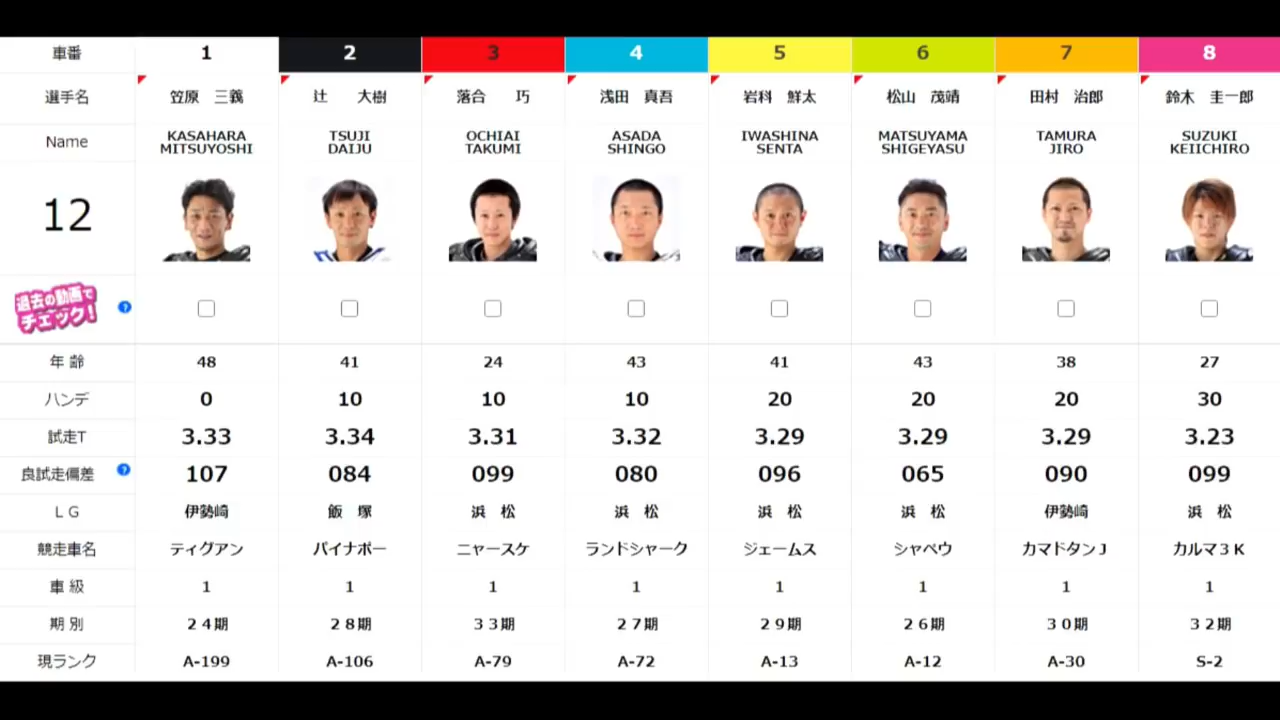 車番 1 2 3 4 5 6 7 8
選手名 笠原 三義 辻 大樹 落合 巧 浅田 真吾 岩科 鮮太 松山 茂靖 田村 治郎 鈴木 圭一郎
Name KASAHARA MITSUYOSHI TSUJI DAIJU OCHIAI TAKUMI ASADA SHINGO IWASHINA SENTA MATSUYAMA SHIGEYASU TAMURA JIRO SUZUKI KEIICHIRO
12
過去の動画で
チェック! ?
年齢 48 41 24 43 41 43 38 27
ハンデ 0 10 10 10 20 20 20 30
試走T 3.33 3.34 3.31 3.32 3.29 3.29 3.29 3.23
良試走偏差 ? 107 084 099 080 096 065 090 099
LG 伊勢崎 飯塚 浜松 浜松 浜松 浜松 伊勢崎 浜松
競走車名 ティグアン パイナポー ニャースケ ランドシャーク ジェームス シャペウ カマドタンJ カルマ3K
車級 1 1 1 1 1 1 1 1
期別 24期 28期 33期 27期 29期 26期 30期 32期
現ランク A-199 A-106 A-79 A-72 A-13 A-12 A-30 S-2